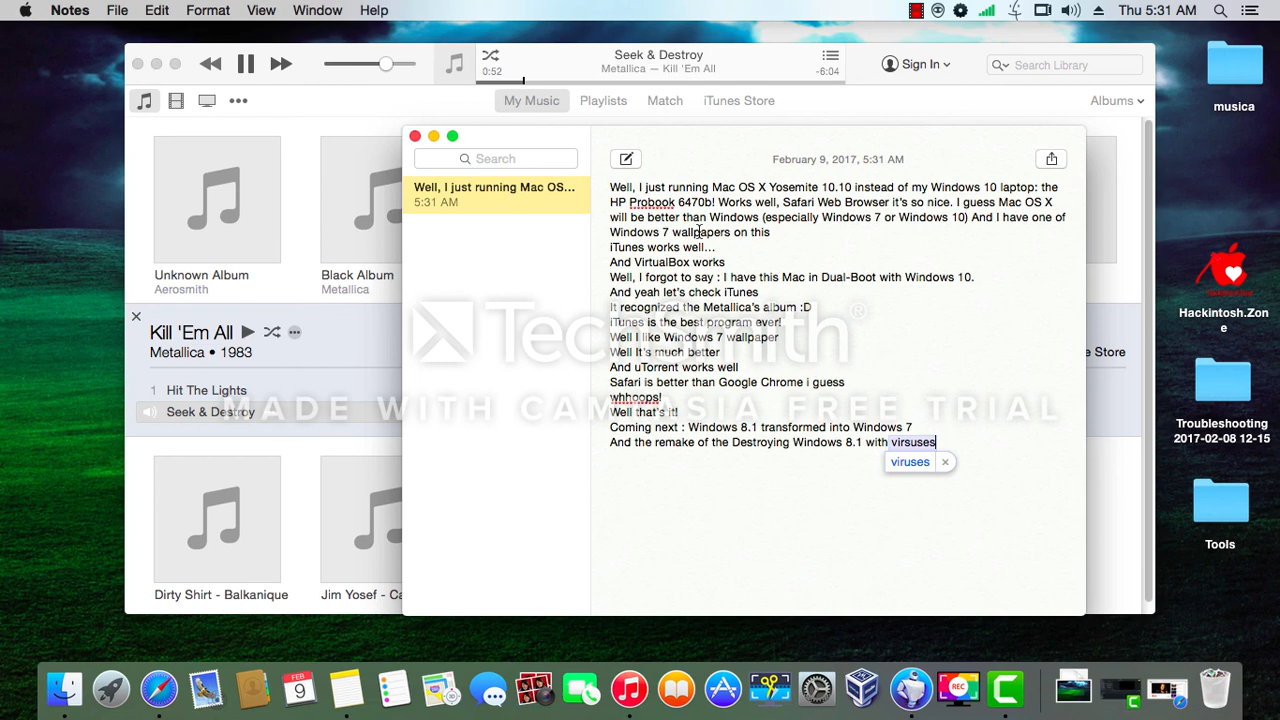 Notes File Edit Format View Window Help
Thu 5:31 AM
Seek & Destroy
Metallica — Kill 'Em All
0:52
-6:04
Sign In
Search Library
My Music Playlists Match iTunes Store
Albums
Unknown Album
Aerosmith
Black Album
Metallica
Kill 'Em All
Metallica • 1983
1 Hit The Lights
Seek & Destroy
e Store
Dirty Shirt - Balkanique
Jim Yosef - Ca
Search
Well, I just running Mac OS...
5:31 AM
February 9, 2017, 5:31 AM
Well, I just running Mac OS X Yosemite 10.10 instead of my Windows 10 laptop: the
HP Probook 6470b! Works well, Safari Web Browser it's so nice. I guess Mac OS X
will be better than Windows (especially Windows 7 or Windows 10) And I have one of
Windows 7 wallpapers on this
iTunes works well…
And VirtualBox works
Well, I forgot to say : I have this Mac in Dual-Boot with Windows 10.
And yeah let's check iTunes
It recognized the Metallica's album :D
iTunes is the best program ever!
Well I like Windows 7 wallpaper
Well It's much better
And uTorrent works well
Safari is better than Google Chrome i guess
whhoops!
Well that's it!
Coming next : Windows 8.1 transformed into Windows 7
And the remake of the Destroying Windows 8.1 with virsuses
viruses
TechSmith®
MADE WITH CAMTASIA FREE TRIAL
musica
Hackintosh.Zon
e
Troubleshooting
2017-02-08 12-15
Tools
FEB
9
REC